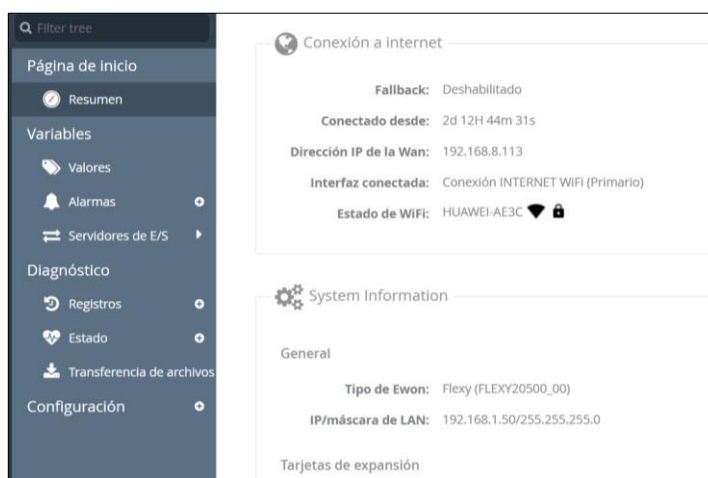 Filter tree
Página de inicio
Resumen
Variables
Valores
Alarmas
Servidores de E/S
Diagnóstico
Registros
Estado
Transferencia de archivos
Configuración
Conexión a internet
Fallback: Deshabilitado
Conectado desde: 2d 12H 44m 31s
Dirección IP de la Wan: 192.168.8.113
Interfaz conectada: Conexión INTERNET WiFi (Primario)
Estado de WiFi: HUAWEI-AE3C
System Information
General
Tipo de Ewon: Flexy (FLEXY20500_00)
IP/máscara de LAN: 192.168.1.50/255.255.255.0
Tarjetas de expansión